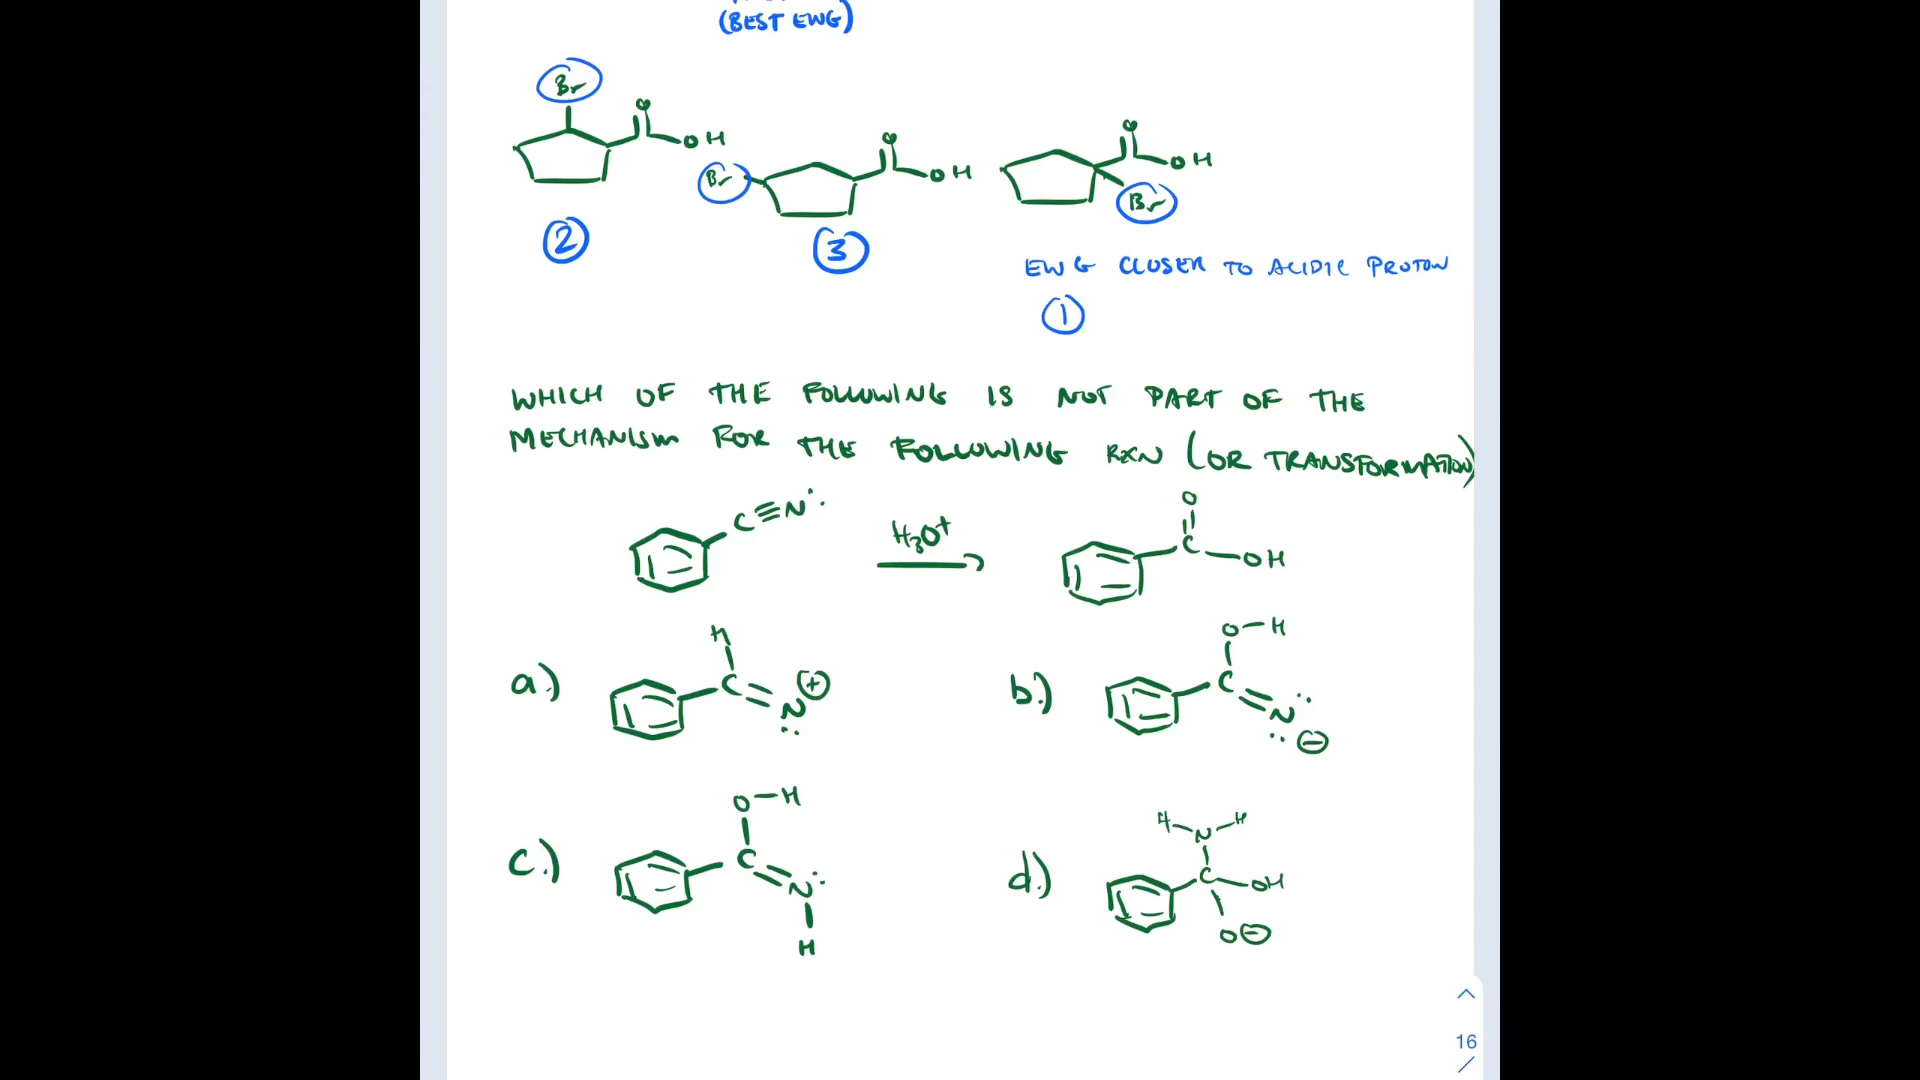 (BEST EWG)
Br
O
OH
Br
O
OH
O
OH
Br
2
3
EWG CLOSER TO ACIDIC PROTON
1
WHICH OF THE FOLLOWING IS NOT PART OF THE
MECHANISM FOR THE FOLLOWING RXN (OR TRANSFORMATION)
C≡N:
H3O+
O
C
OH
a.)
H
C=N
+
b.)
O-H
C=N
-
c.)
O-H
C=N:
H
d.)
H-N-H
C-OH
O-
16